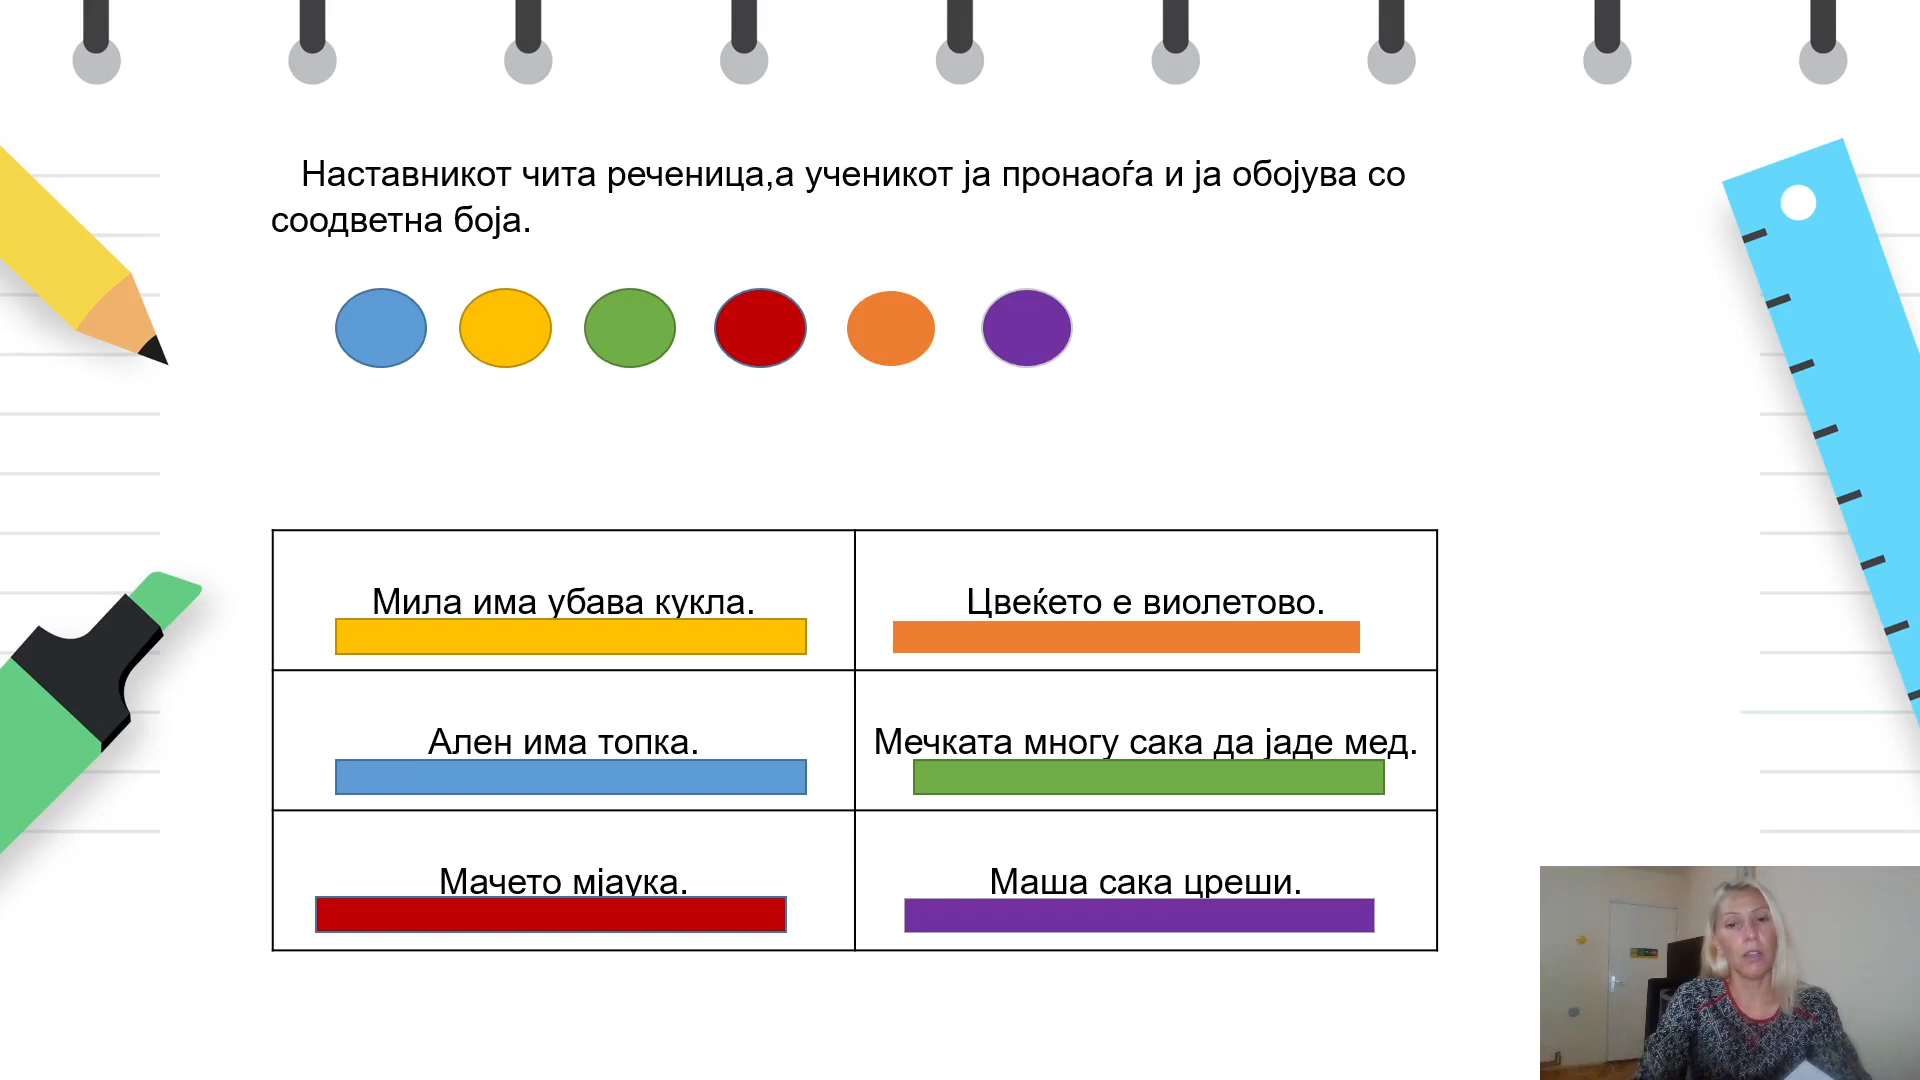 Наставникот чита реченица,а ученикот ја пронаоѓа и ја обојува со
соодветна боја.
Мила има убава кукла.
Цвеќето е виолетово.
Ален има топка.
Мечката многу сака да јаде мед.
Мачето мјаука.
Маша сака цреши.